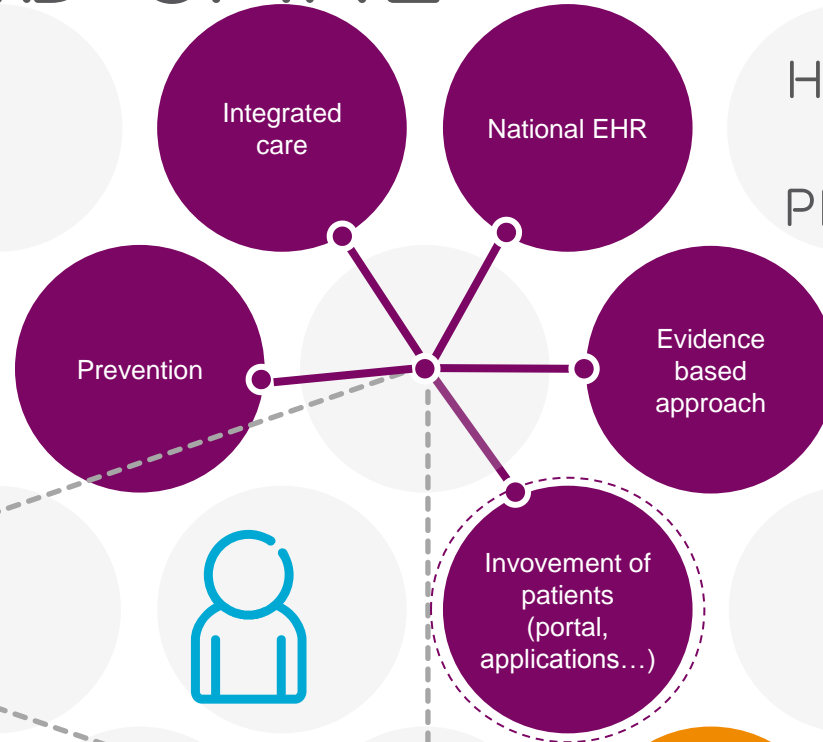 Integrated
care
National EHR
Prevention
Evidence
based
approach
Invovement of
patients
(portal,
applications…)